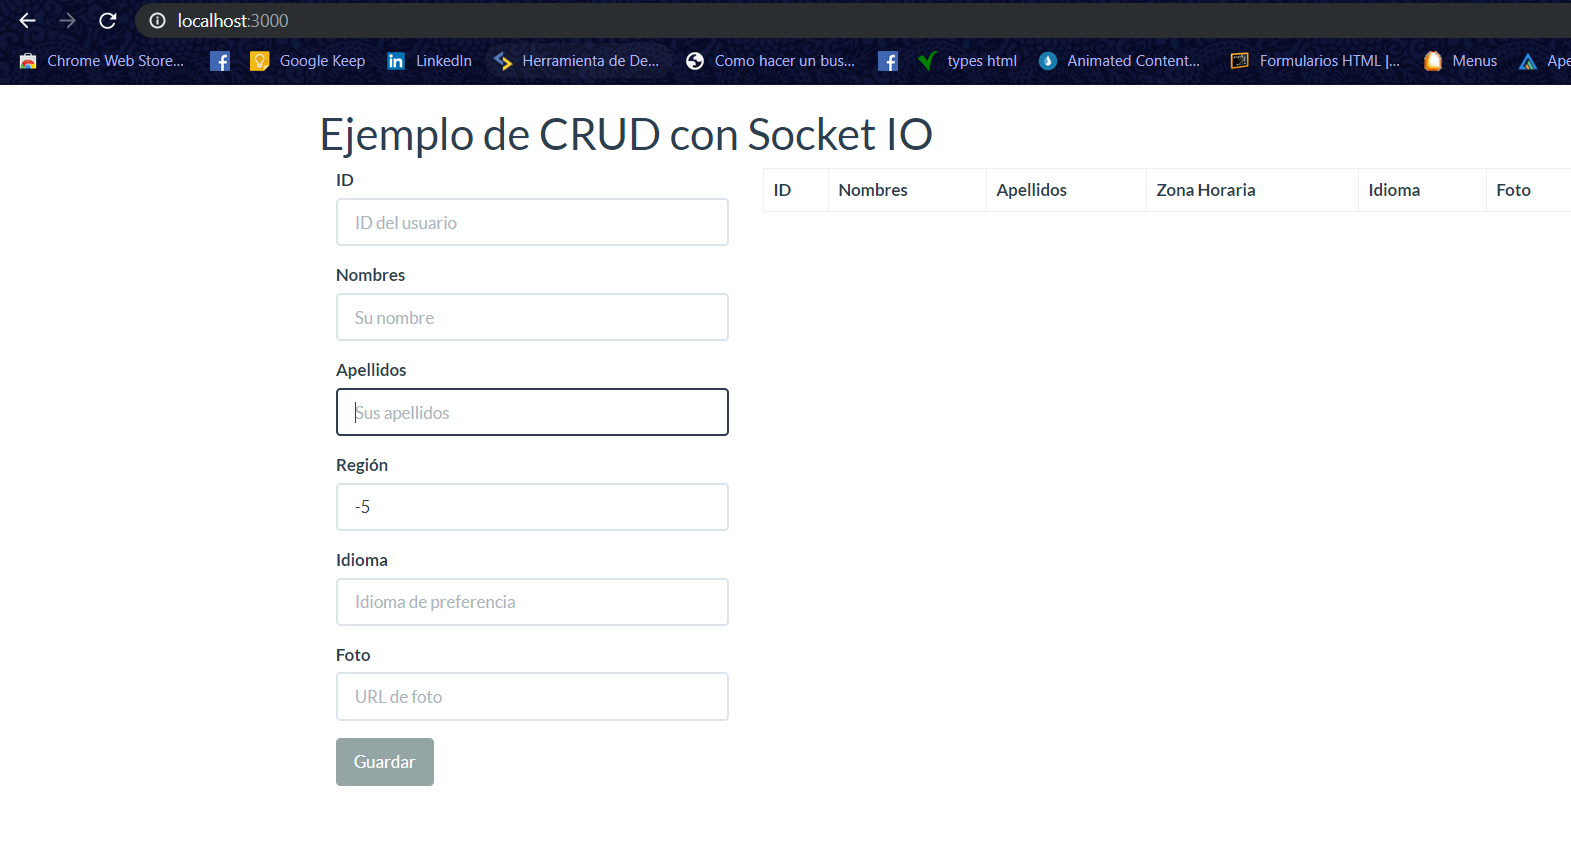 localhost:3000
Chrome Web Store... Google Keep LinkedIn Herramienta de De... Como hacer un bus... types html Animated Content... Formularios HTML |... Menus Ape
Ejemplo de CRUD con Socket IO
ID
ID del usuario
Nombres
Su nombre
Apellidos
Sus apellidos
Región
-5
Idioma
Idioma de preferencia
Foto
URL de foto
Guardar
ID Nombres Apellidos Zona Horaria Idioma Foto